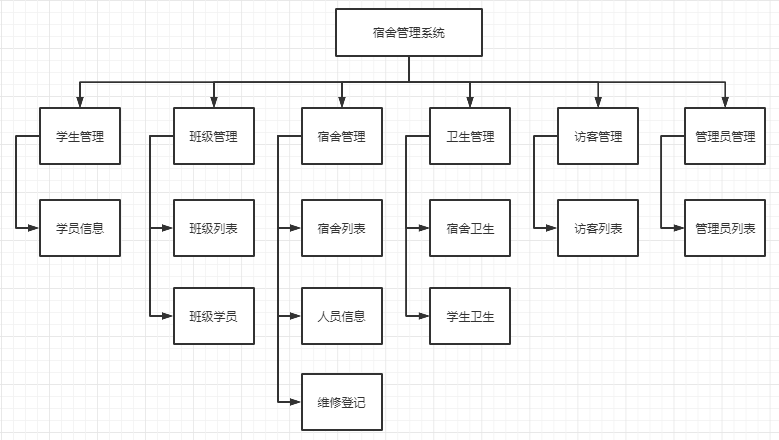 宿舍管理系统
学生管理
班级管理
宿舍管理
卫生管理
访客管理
管理员管理
学员信息
班级列表
宿舍列表
宿舍卫生
访客列表
管理员列表
班级学员
人员信息
学生卫生
维修登记